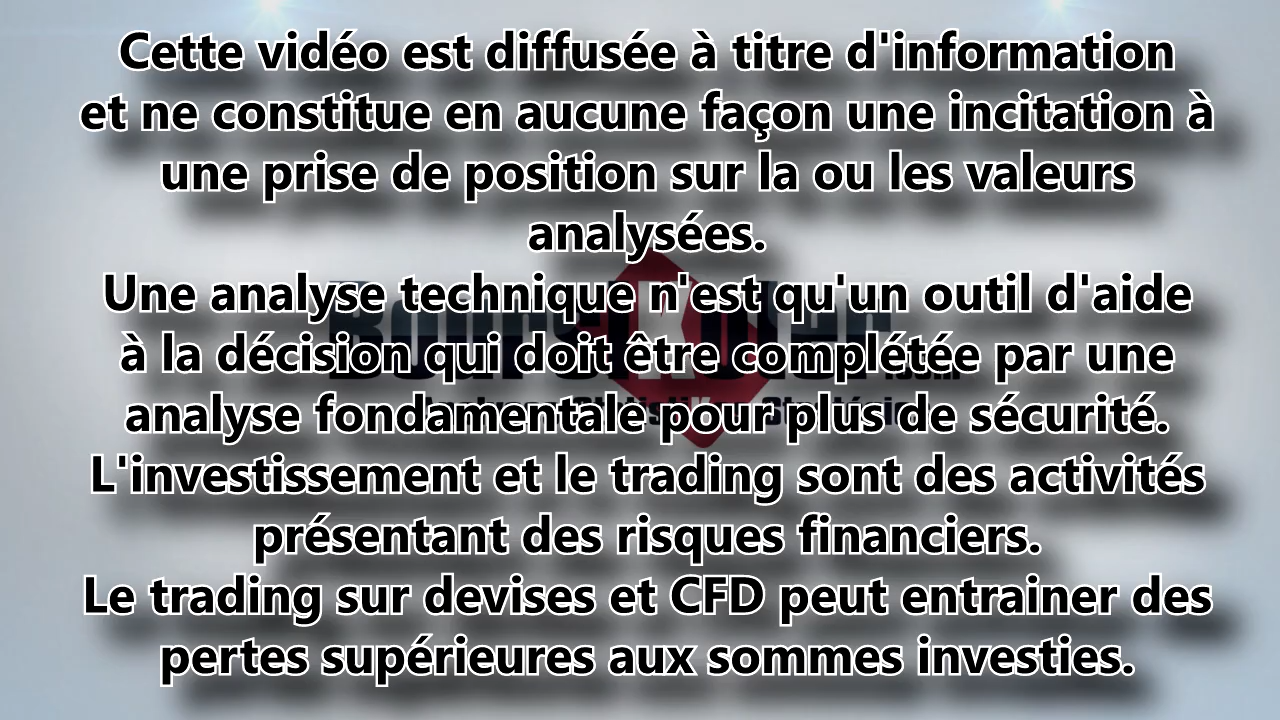 Cette vidéo est diffusée à titre d'information
et ne constitue en aucune façon une incitation à
une prise de position sur la ou les valeurs
analysées.
Une analyse technique n'est qu'un outil d'aide
à la décision qui doit être complétée par une
analyse fondamentale pour plus de sécurité.
L'investissement et le trading sont des activités
présentant des risques financiers.
Le trading sur devises et CFD peut entrainer des
pertes supérieures aux sommes investies.